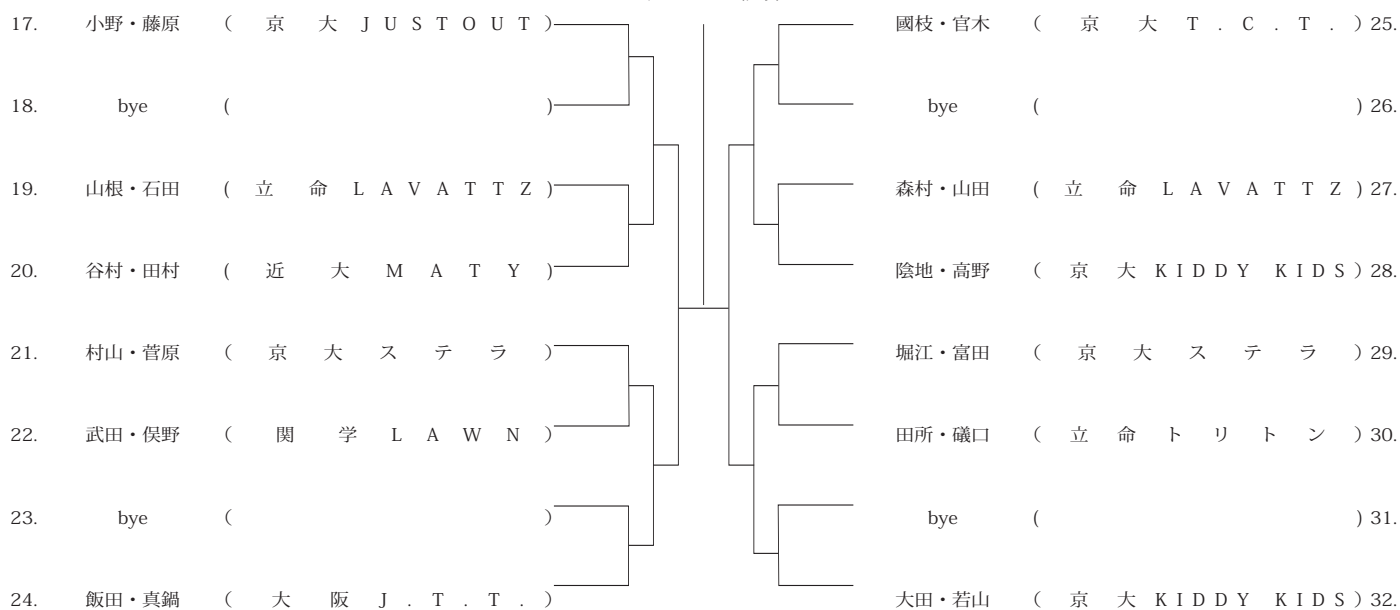 17. 小野・藤原 ( 京 大 J U S T O U T ) 國枝・官木 ( 京 大 T . C . T . ) 25.
18. bye ( ) bye ( ) 26.
19. 山根・石田 ( 立 命 L A V A T T Z ) 森村・山田 ( 立 命 L A V A T T Z ) 27.
20. 谷村・田村 ( 近 大 M A T Y ) 陰地・高野 ( 京 大 K I D D Y K I D S ) 28.
21. 村山・菅原 ( 京 大 ス テ ラ ) 堀江・富田 ( 京 大 ス テ ラ ) 29.
22. 武田・俣野 ( 関 学 L A W N ) 田所・礒口 ( 立 命 ト リ ト ン ) 30.
23. bye ( ) bye ( ) 31.
24. 飯田・真鍋 ( 大 阪 J . T . T . ) 大田・若山 ( 京 大 K I D D Y K I D S ) 32.